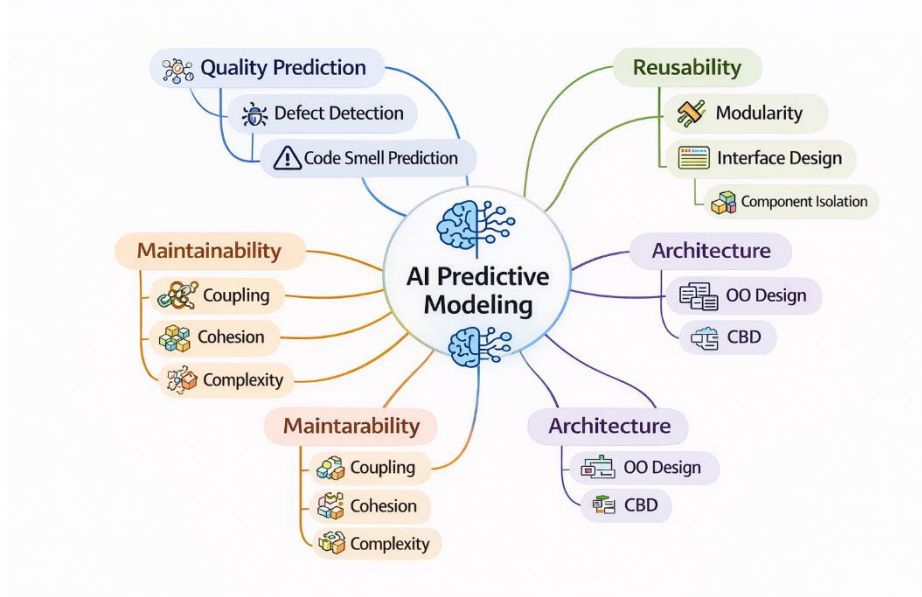 Quality Prediction
Defect Detection
Code Smell Prediction
Reusability
Modularity
Interface Design
Component Isolation
AI Predictive
Modeling
Maintainability
Coupling
Cohesion
Complexity
Architecture
OO Design
CBD
Maintarability
Coupling
Cohesion
Complexity
Architecture
OO Design
CBD